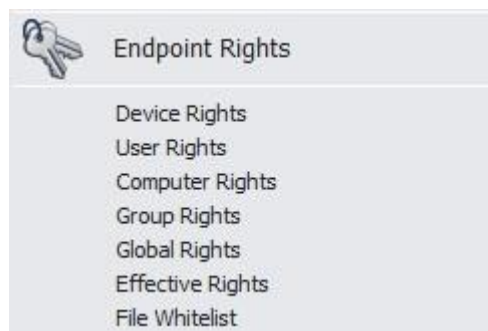 Endpoint Rights
Device Rights
User Rights
Computer Rights
Group Rights
Global Rights
Effective Rights
File Whitelist